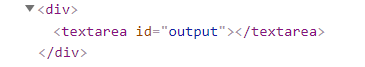 ▼<div>
<textarea id="output"></textarea>
</div>